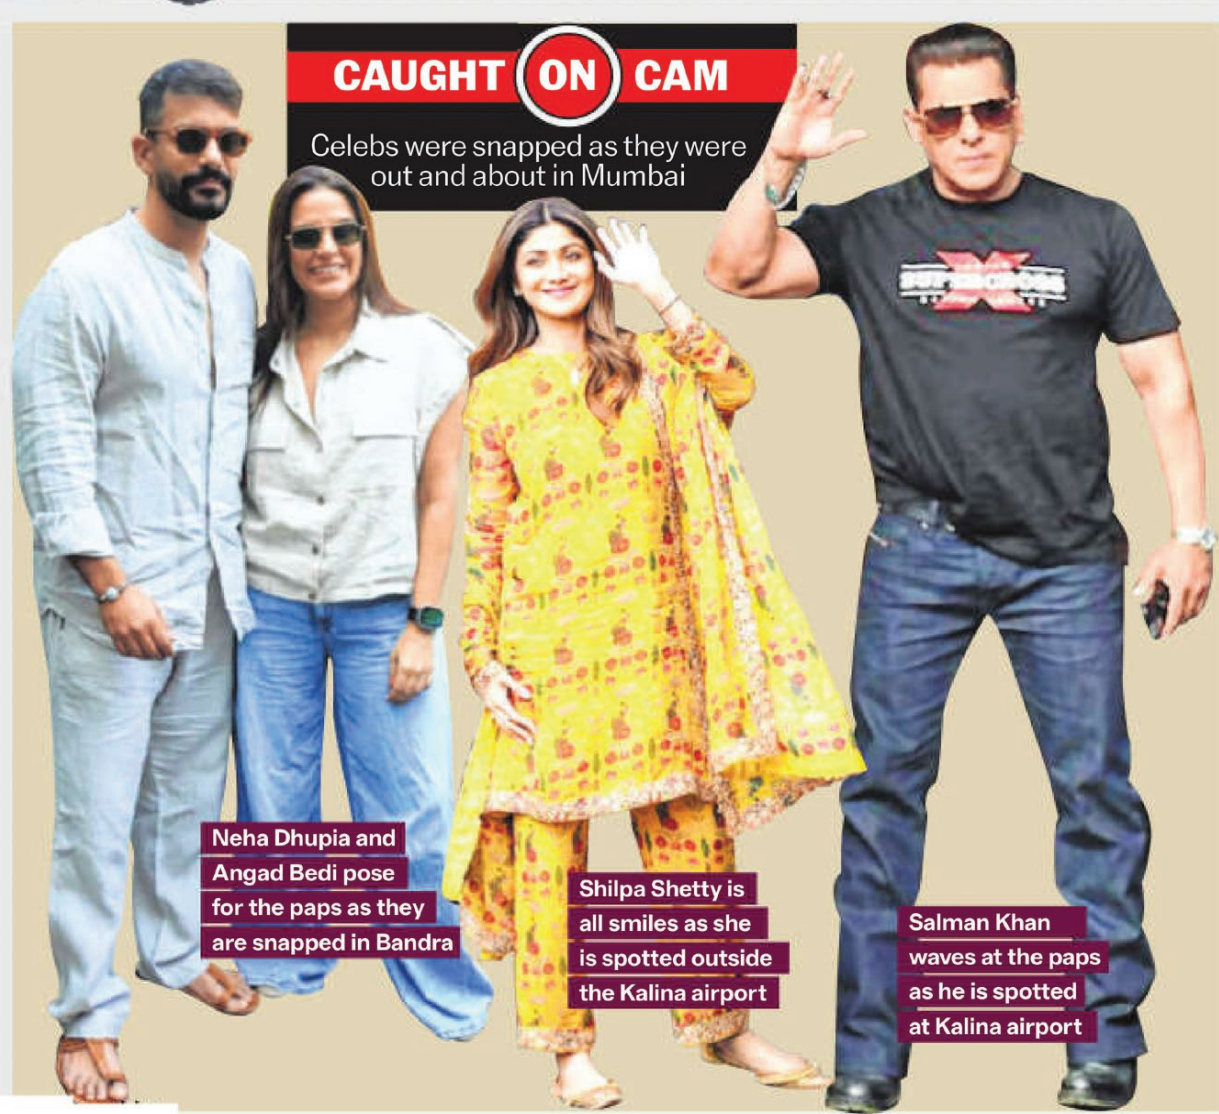 CAUGHT ON CAM
Celebs were snapped as they were
out and about in Mumbai
SUPERCROSS
Neha Dhupia and
Angad Bedi pose
for the paps as they
are snapped in Bandra
Shilpa Shetty is
all smiles as she
is spotted outside
the Kalina airport
Salman Khan
waves at the paps
as he is spotted
at Kalina airport